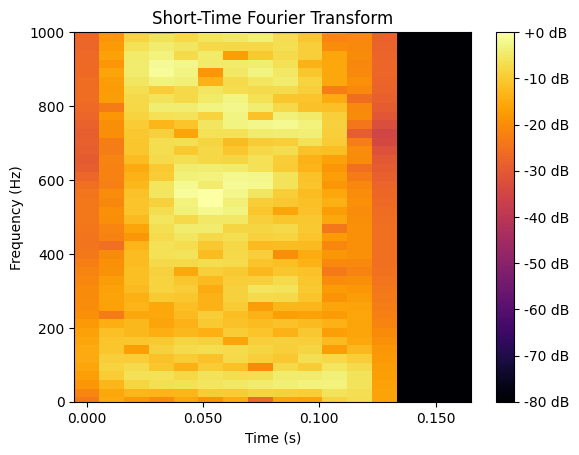 Short-Time Fourier Transform
1000
800
600
400
200
0
Frequency (Hz)
0.000
0.050
0.100
0.150
Time (s)
+0 dB
-10 dB
-20 dB
-30 dB
-40 dB
-50 dB
-60 dB
-70 dB
-80 dB